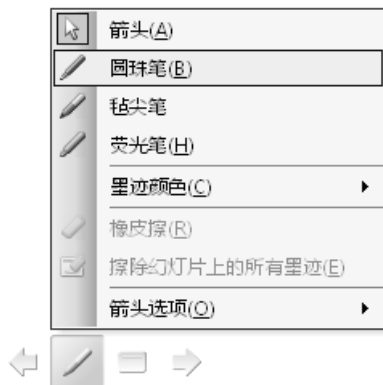 箭头(A)
圆珠笔(B)
毡尖笔
荧光笔(H)
墨迹颜色(C)
橡皮擦(R)
擦除幻灯片上的所有墨迹(E)
箭头选项(O)